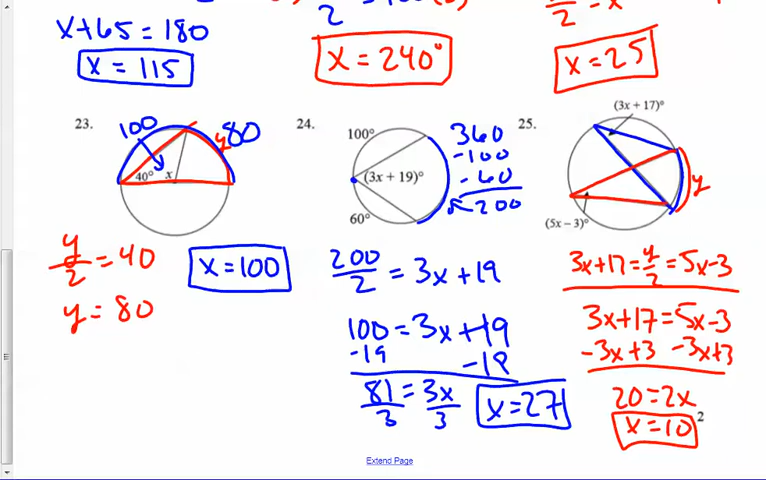 x+65=180
x=115
2
x=240°
2
x=25
23.
100
80
y
40°
x
y/2=40
y=80
x=100
24.
100°
(3x + 19)°
60°
360
-100
-60
200
200/2=3x+19
100=3x+19
-19 -19
81/3=3x/3
x=27
25.
(3x + 17)°
y
(5x − 3)°
3x+17=y/2=5x-3
3x+17=5x-3
-3x+3 -3x+3
20=2x
x=10
2
Extend Page